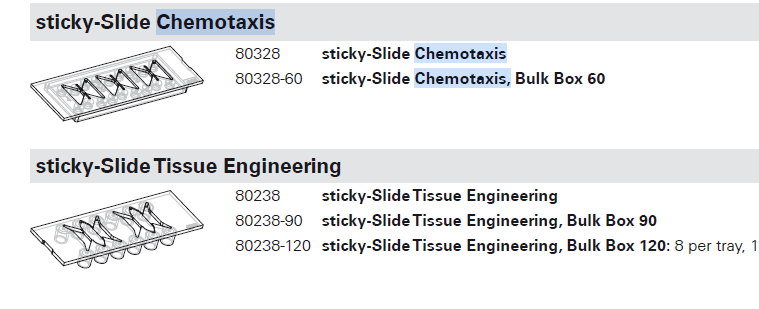 sticky-Slide Chemotaxis
80328 sticky-Slide Chemotaxis
80328-60 sticky-Slide Chemotaxis, Bulk Box 60
sticky-Slide Tissue Engineering
80238 sticky-Slide Tissue Engineering
80238-90 sticky-Slide Tissue Engineering, Bulk Box 90
80238-120 sticky-Slide Tissue Engineering, Bulk Box 120: 8 per tray, 1